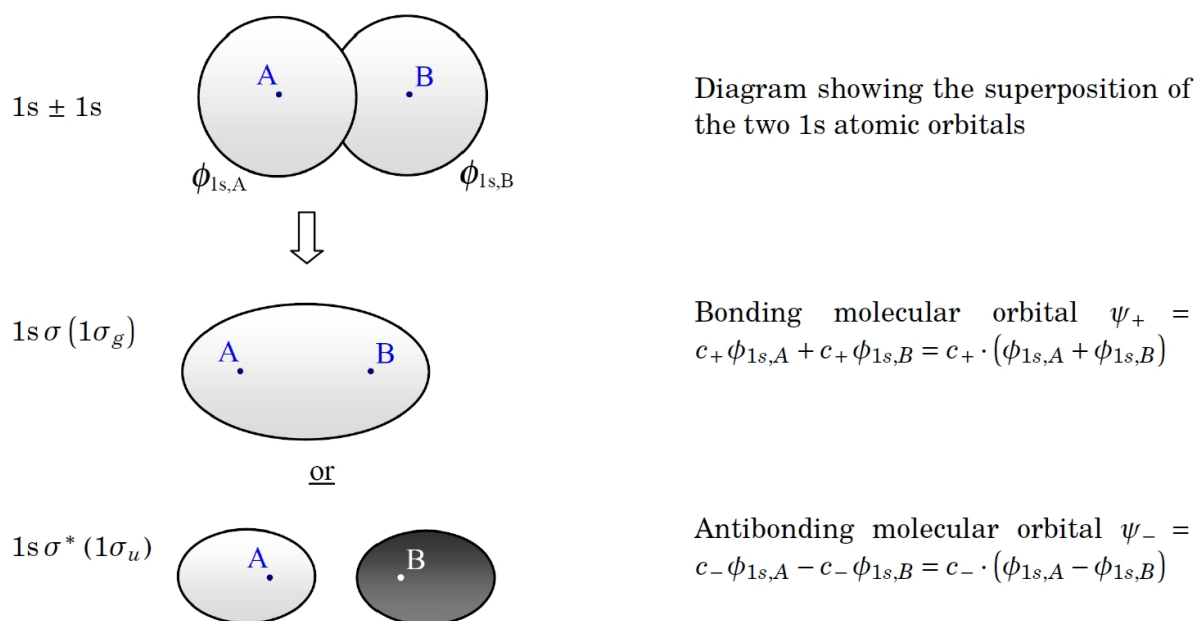 A
B
1s ± 1s
Diagram showing the superposition of
the two 1s atomic orbitals
ϕ1s,A
ϕ1s,B
1s σ (1σg)
A
B
Bonding molecular orbital ψ+ =
c+ϕ1s,A + c+ϕ1s,B = c+ · (ϕ1s,A + ϕ1s,B)
or
1s σ* (1σu)
A
B
Antibonding molecular orbital ψ− =
c−ϕ1s,A − c−ϕ1s,B = c− · (ϕ1s,A − ϕ1s,B)